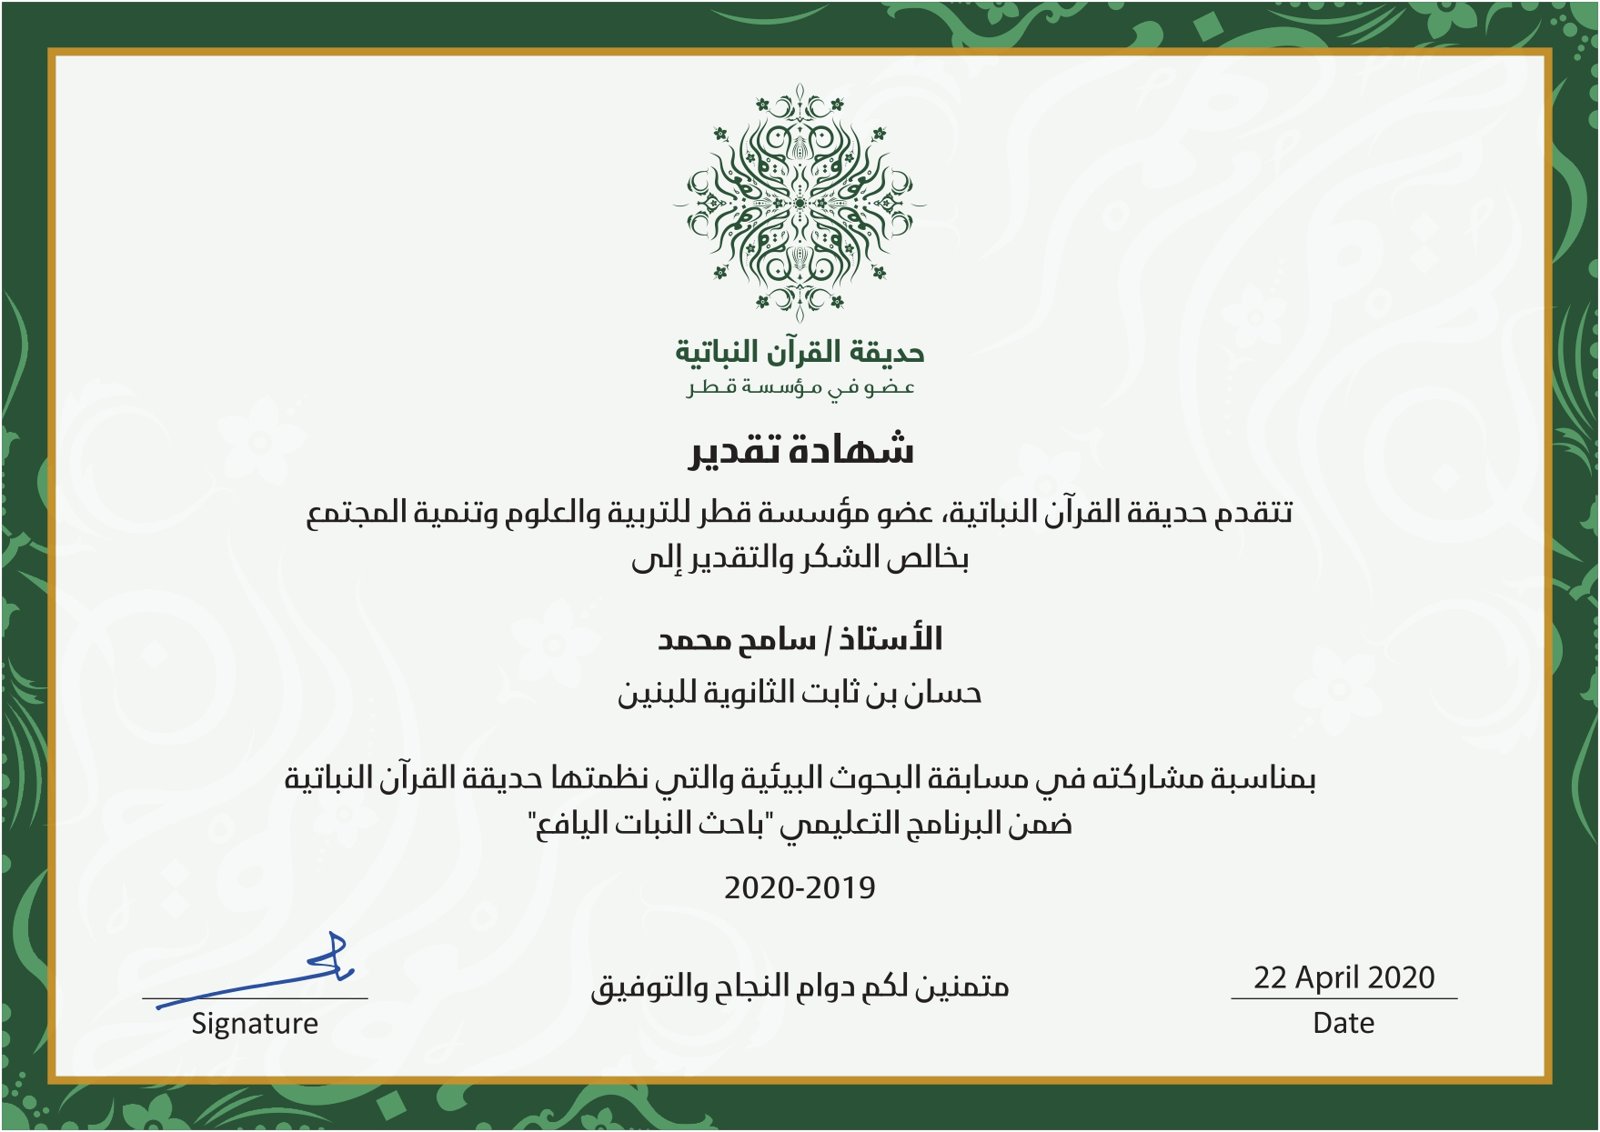 حديقة القرآن النباتية
عضو في مؤسسة قطر
شهادة تقدير
تتقدم حديقة القرآن النباتية، عضو مؤسسة قطر للتربية والعلوم وتنمية المجتمع
بخالص الشكر والتقدير إلى
الأستاذ / سامح محمد
حسان بن ثابت الثانوية للبنين
بمناسبة مشاركته في مسابقة البحوث البيئية والتي نظمتها حديقة القرآن النباتية
ضمن البرنامج التعليمي "باحث النبات اليافع"
2020-2019
متمنين لكم دوام النجاح والتوفيق
22 April 2020
Date
Signature